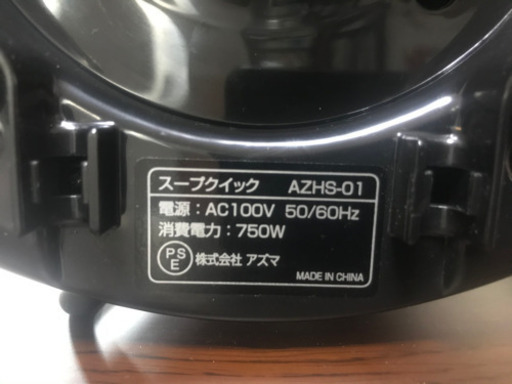 スープクイック AZHS-01
電源：AC100V 50/60Hz
消費電力：750W
PSE 株式会社 アズマ
MADE IN CHINA